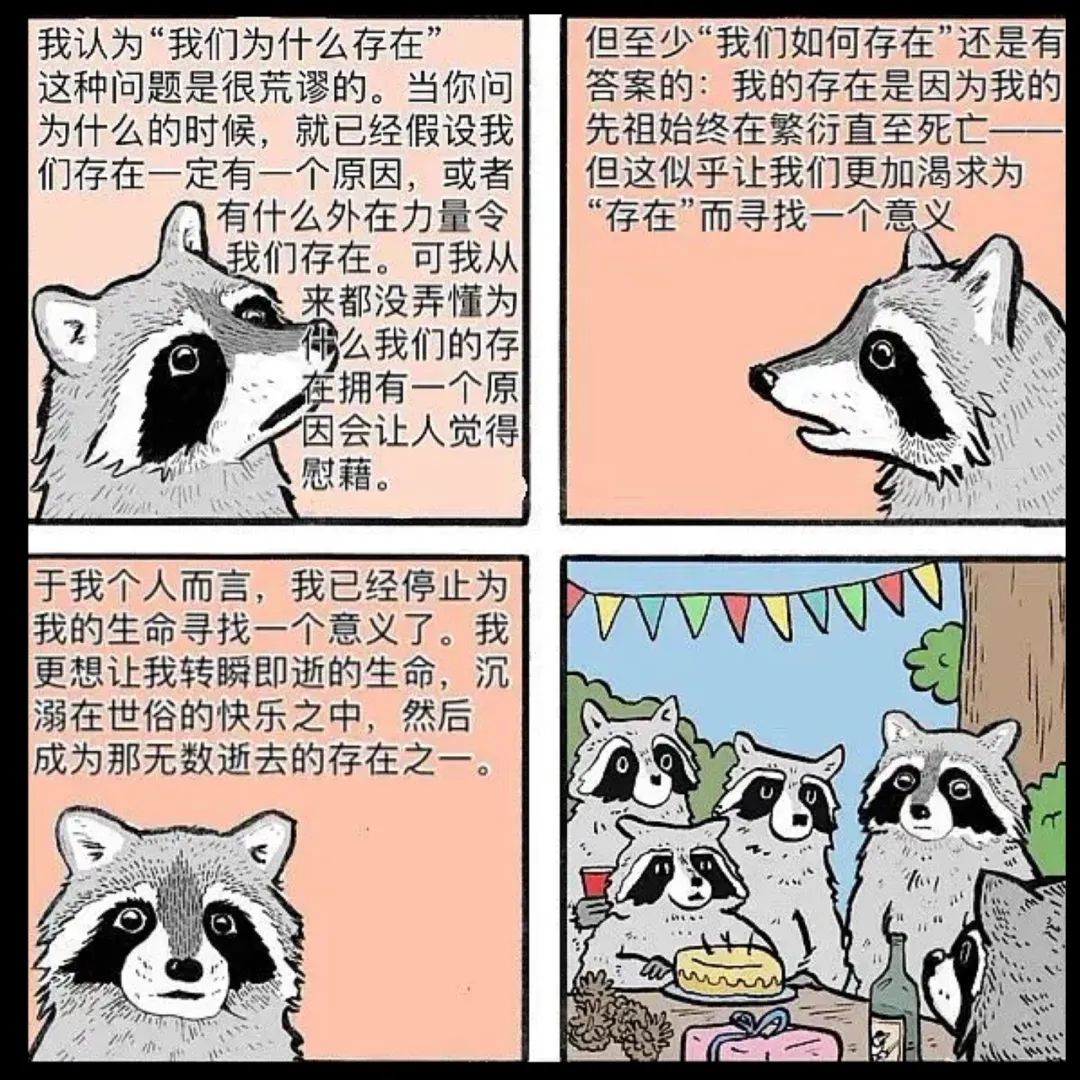 我认为“我们为什么存在”
这种问题是很荒谬的。当你问
为什么的时候，就已经假设我
们存在一定有一个原因，或者
有什么外在力量令
我们存在。可我从
来都没弄懂为
什么我们的存
在拥有一个原
因会让人觉得
慰藉。
但至少“我们如何存在”还是有
答案的：我的存在是因为我的
先祖始终在繁衍直至死亡——
但这似乎让我们更加渴求为
“存在”而寻找一个意义
于我个人而言，我已经停止为
我的生命寻找一个意义了。我
更想让我转瞬即逝的生命，沉
溺在世俗的快乐之中，然后
成为那无数逝去的存在之一。